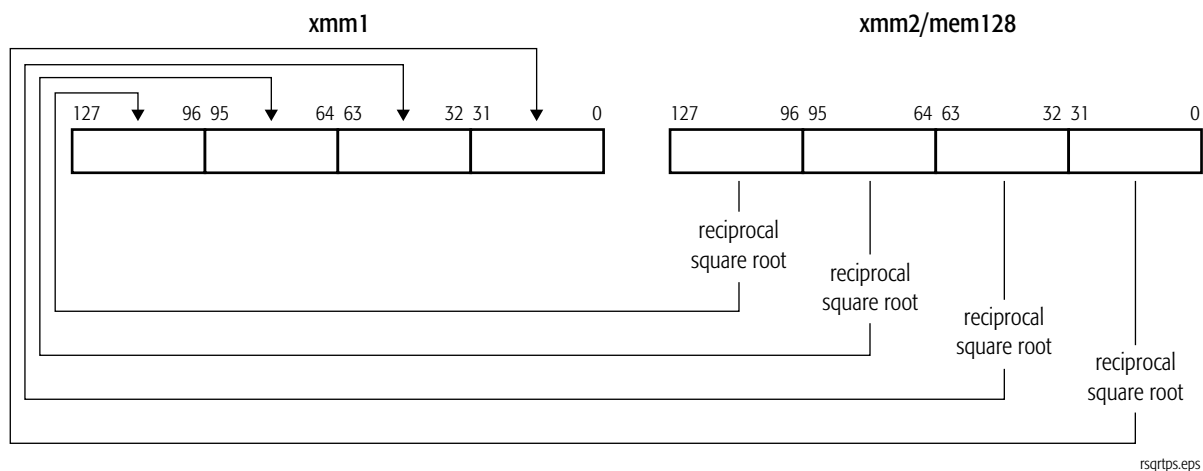 xmm1 xmm2/mem128
127 96 95 64 63 32 31 0 127 96 95 64 63 32 31 0
reciprocal
square root
reciprocal
square root
reciprocal
square root
reciprocal
square root
rsqrtps.eps